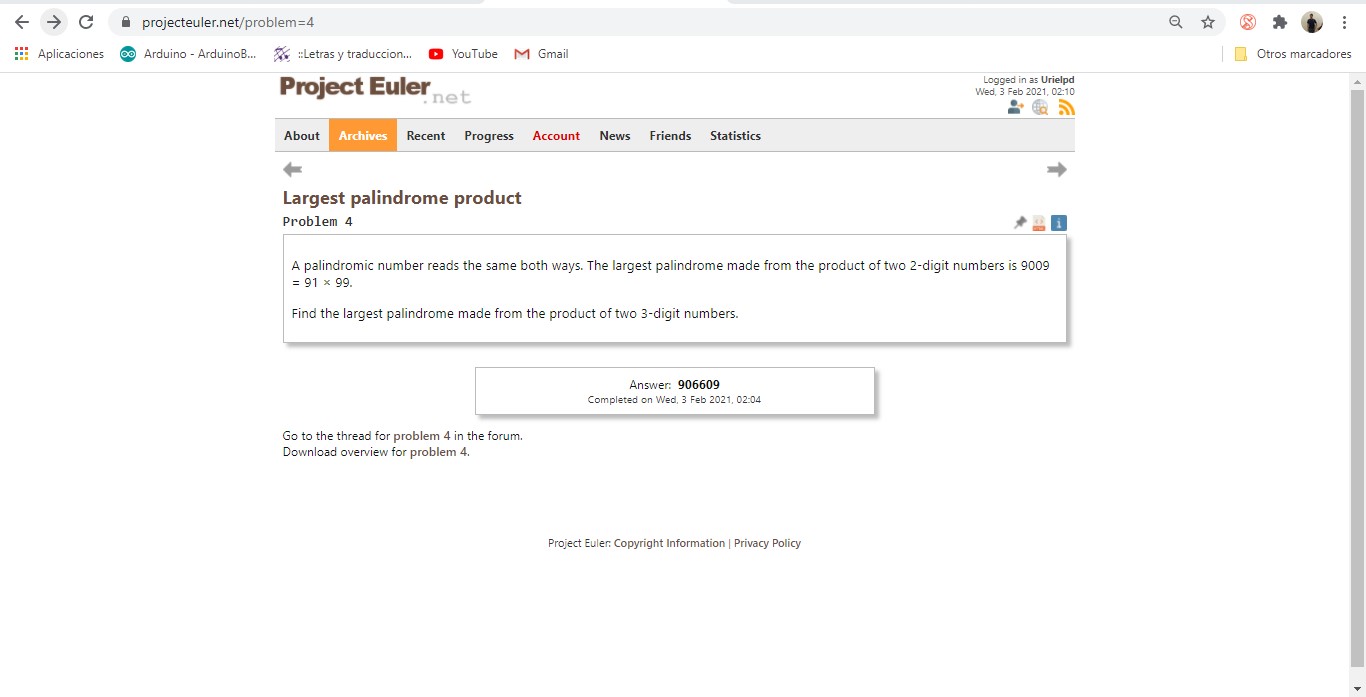 projecteuler.net/problem=4
Aplicaciones Arduino - ArduinoB... ::Letras y traduccion... YouTube Gmail Otros marcadores
Project Euler.net
Logged in as Urielpd
Wed, 3 Feb 2021, 02:10
About Archives Recent Progress Account News Friends Statistics
Largest palindrome product
Problem 4
A palindromic number reads the same both ways. The largest palindrome made from the product of two 2-digit numbers is 9009
= 91 × 99.
Find the largest palindrome made from the product of two 3-digit numbers.
Answer: 906609
Completed on Wed, 3 Feb 2021, 02:04
Go to the thread for problem 4 in the forum.
Download overview for problem 4.
Project Euler: Copyright Information | Privacy Policy